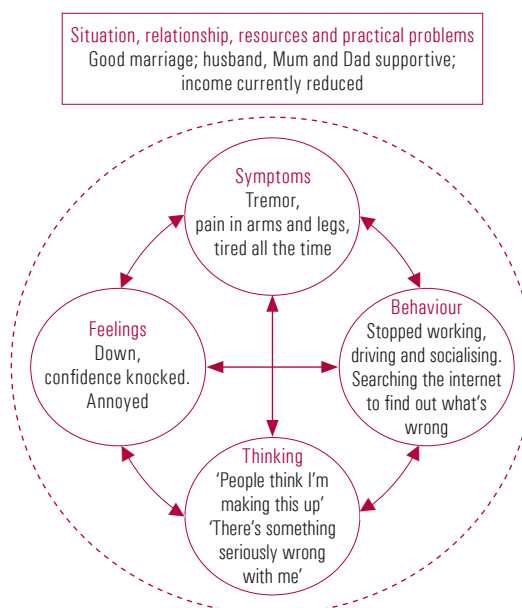 Situation, relationship, resources and practical problems
Good marriage; husband, Mum and Dad supportive;
income currently reduced
Symptoms
Tremor,
pain in arms and legs,
tired all the time
Feelings
Down,
confidence knocked.
Annoyed
Behaviour
Stopped working,
driving and socialising.
Searching the internet
to find out what's
wrong
Thinking
‘People think I'm
making this up’
‘There's something
seriously wrong
with me’